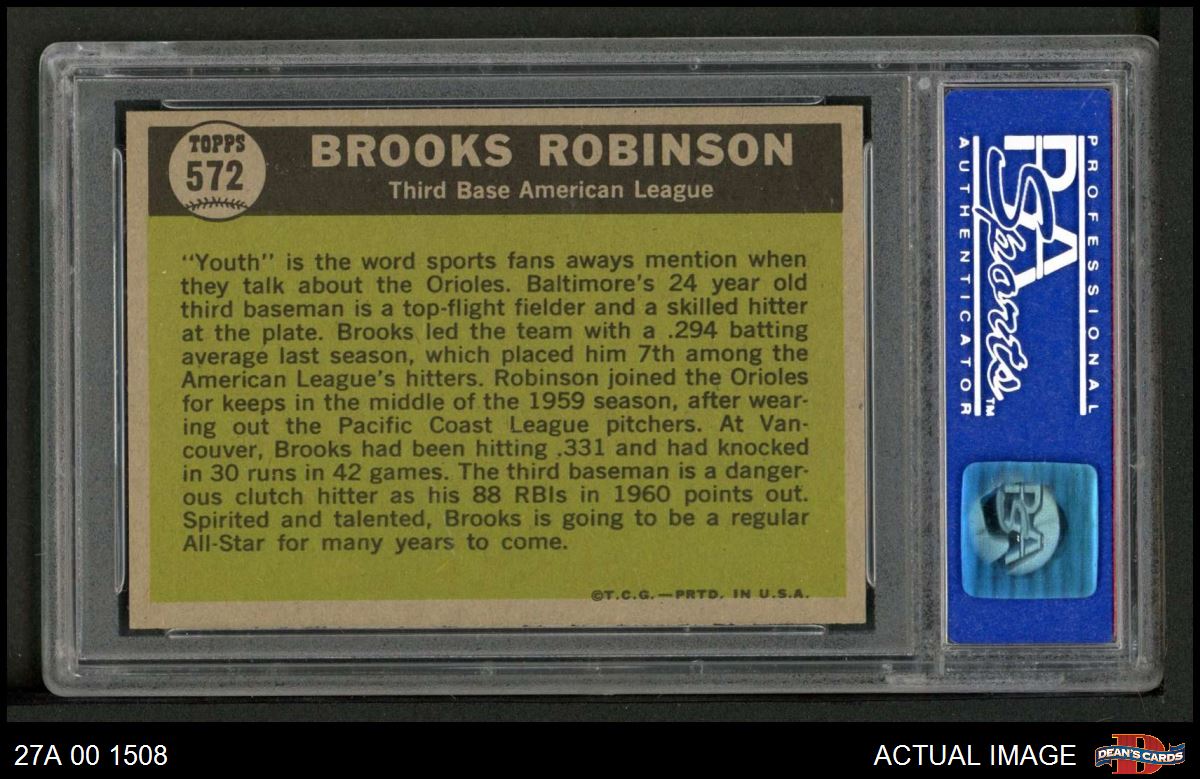 TOPPS
572
BROOKS ROBINSON
Third Base American League
“Youth” is the word sports fans aways mention when
they talk about the Orioles. Baltimore's 24 year old
third baseman is a top-flight fielder and a skilled hitter
at the plate. Brooks led the team with a .294 batting
average last season, which placed him 7th among the
American League's hitters. Robinson joined the Orioles
for keeps in the middle of the 1959 season, after wear-
ing out the Pacific Coast League pitchers. At Van-
couver, Brooks had been hitting .331 and had knocked
in 30 runs in 42 games. The third baseman is a danger-
ous clutch hitter as his 88 RBIs in 1960 points out.
Spirited and talented, Brooks is going to be a regular
All-Star for many years to come.
©T.C.G.—PRTD. IN U.S.A.
PROFESSIONAL
PSA
Sports
AUTHENTICATOR
TM
PSA
27A 00 1508
ACTUAL IMAGE
DEAN'S CARDS